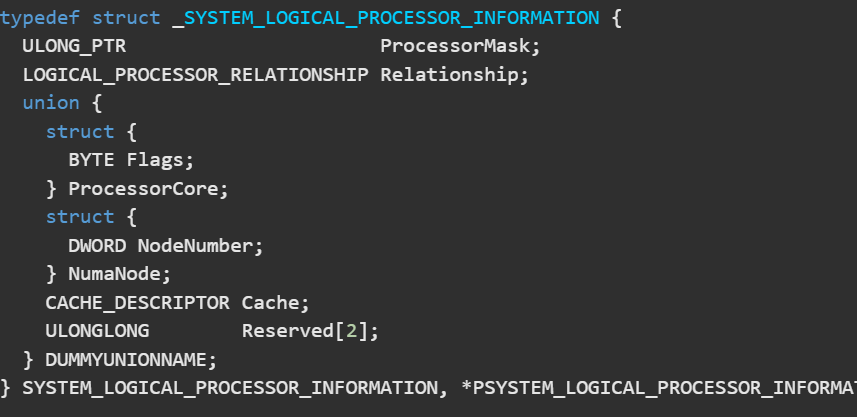 typedef struct _SYSTEM_LOGICAL_PROCESSOR_INFORMATION {
  ULONG_PTR                      ProcessorMask;
  LOGICAL_PROCESSOR_RELATIONSHIP Relationship;
  union {
    struct {
      BYTE Flags;
    } ProcessorCore;
    struct {
      DWORD NodeNumber;
    } NumaNode;
    CACHE_DESCRIPTOR Cache;
    ULONGLONG        Reserved[2];
  } DUMMYUNIONNAME;
} SYSTEM_LOGICAL_PROCESSOR_INFORMATION, *PSYSTEM_LOGICAL_PROCESSOR_INFORMA